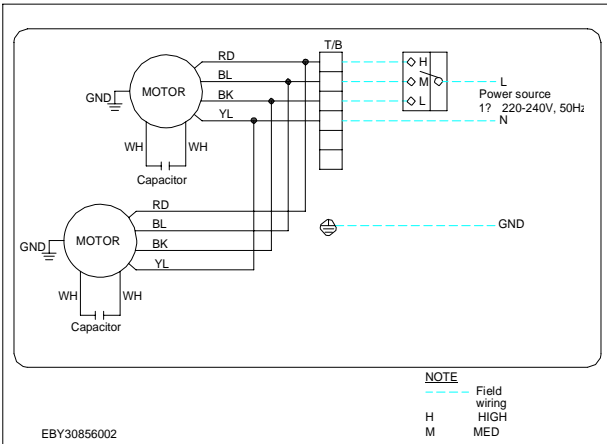 T/B
RD
BL
BK
YL
GND
MOTOR
WH WH
Capacitor
H
M
L
L
Power source
1? 220-240V, 50Hz
N
RD
BL
BK
YL
GND
MOTOR
WH WH
Capacitor
GND
NOTE
Field
wiring
H HIGH
M MED
EBY30856002